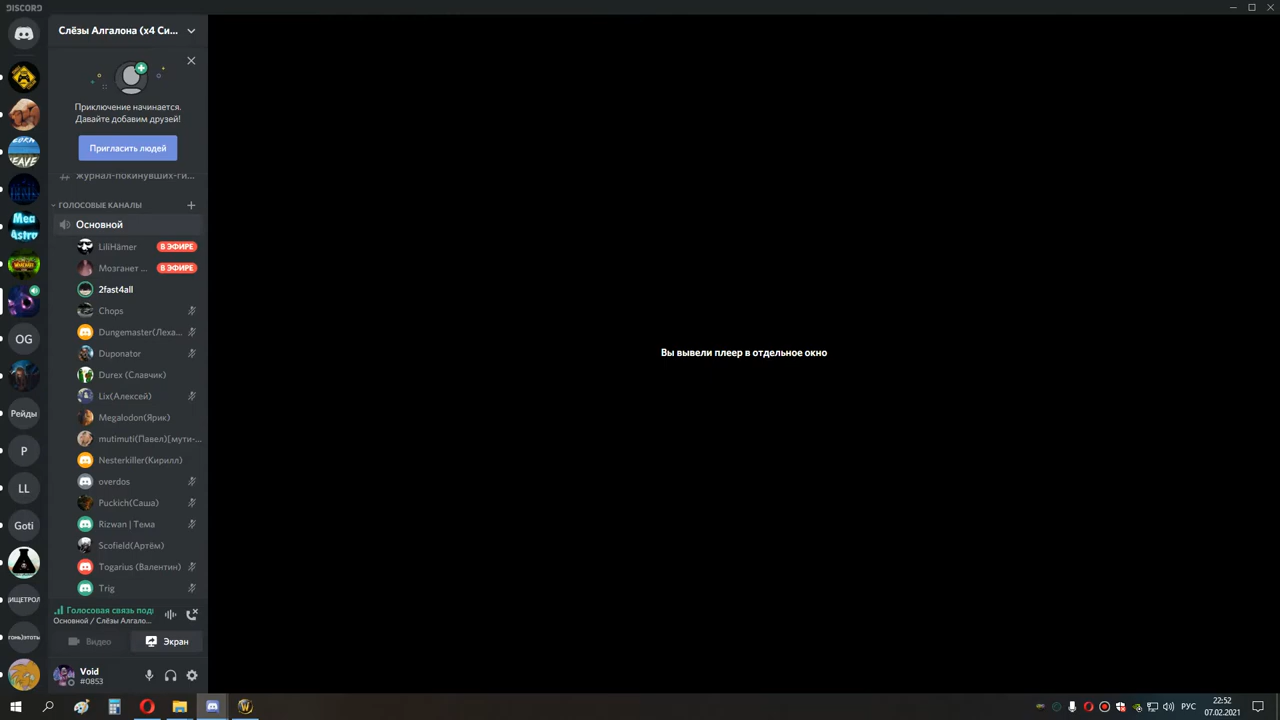 DISCORD
Слёзы Алгалона (x4 Си...
Приключение начинается.
Давайте добавим друзей!
Пригласить людей
журнал-покинувших-ги...
ГОЛОСОВЫЕ КАНАЛЫ
Основной
LiliHämer В ЭФИРЕ
Мозганет ... В ЭФИРЕ
2fast4all
Chops
Dungemaster(Леха...
Duponator
Durex (Славчик)
Lix(Алексей)
Megalodon(Ярик)
mutimuti(Павел)[мути-...
Nesterkiller(Кирилл)
overdos
Puckich(Саша)
Rizwan | Тема
Scofield(Артём)
Togarius (Валентин)
Trig
Голосовая связь под
Основной / Слёзы Алгало...
Видео Экран
Void
#0853
Mea
Astro
OG
Рейды
P
LL
Goti
Вы вывели плеер в отдельное окно
РУС
22:52
07.02.2021